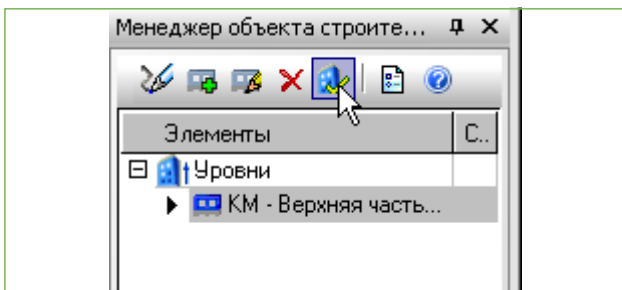 Менеджер объекта строите...
Элементы
С..
Уровни
КМ - Верхняя часть...